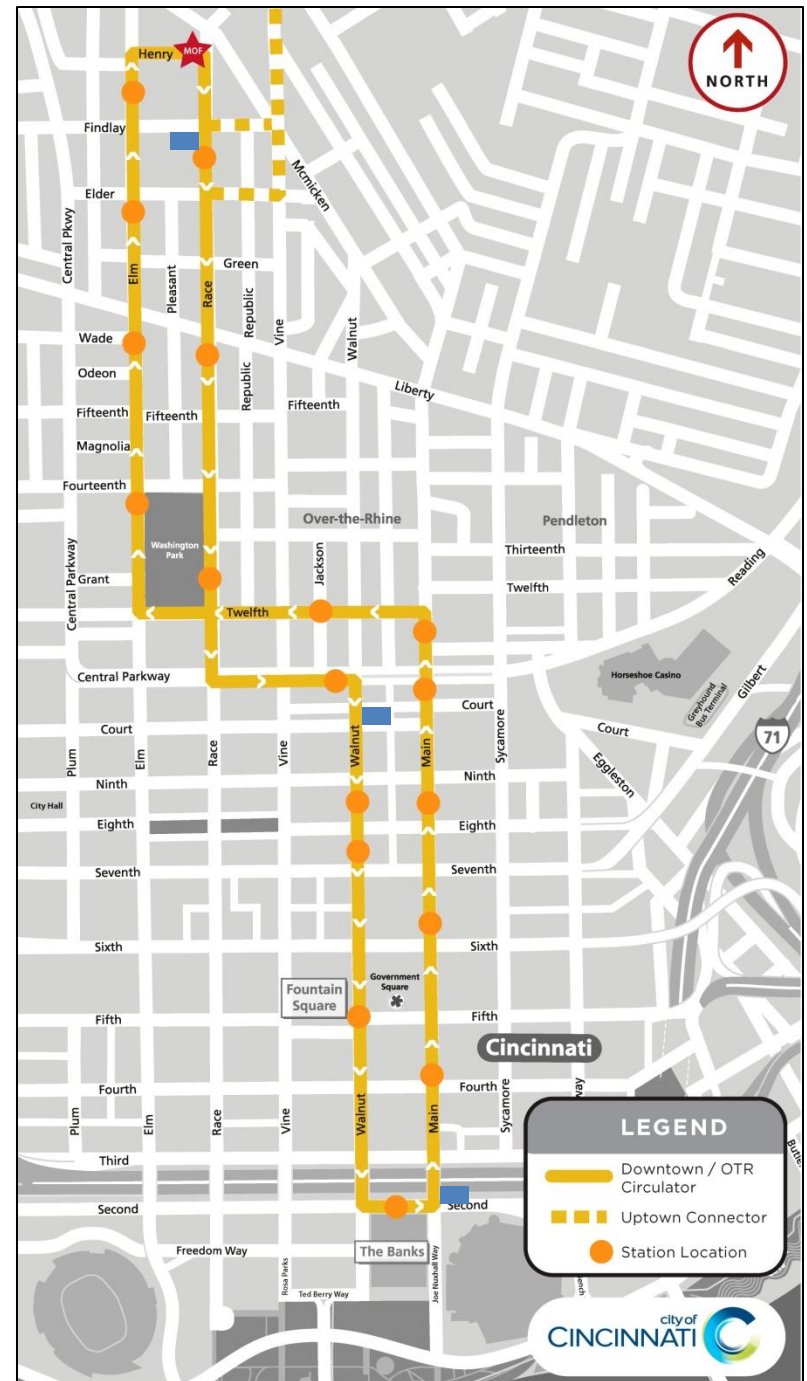 Henry
MOF
NORTH
Findlay
Mcmicken
Elder
Central Pkwy
Elm
Pleasant
Race
Green
Republic
Vine
Walnut
Wade
Odeon
Republic
Liberty
Fifteenth
Fifteenth
Fifteenth
Magnolia
Fourteenth
Over-the-Rhine
Pendleton
Washington
Park
Jackson
Thirteenth
Reading
Central Parkway
Grant
Twelfth
Twelfth
Central Parkway
Horseshoe Casino
Greyhound
Bus Terminal
Gilbert
Court
Court
Court
71
Plum
Elm
Race
Vine
Walnut
Main
Sycamore
Eggleston
Ninth
Ninth
City Hall
Eighth
Eighth
Seventh
Seventh
Sixth
Sixth
Government
Square
Fountain
Square
Fifth
Fifth
Cincinnati
Fourth
Fourth
Plum
Elm
Race
Vine
Walnut
Main
Sycamore
way
Third
Second
Second
Freedom Way
The Banks
Rosa Parks
Joe Nuxhall Way
Ted Berry Way
LEGEND
Downtown / OTR
Circulator
Uptown Connector
Station Location
city of
CINCINNATI